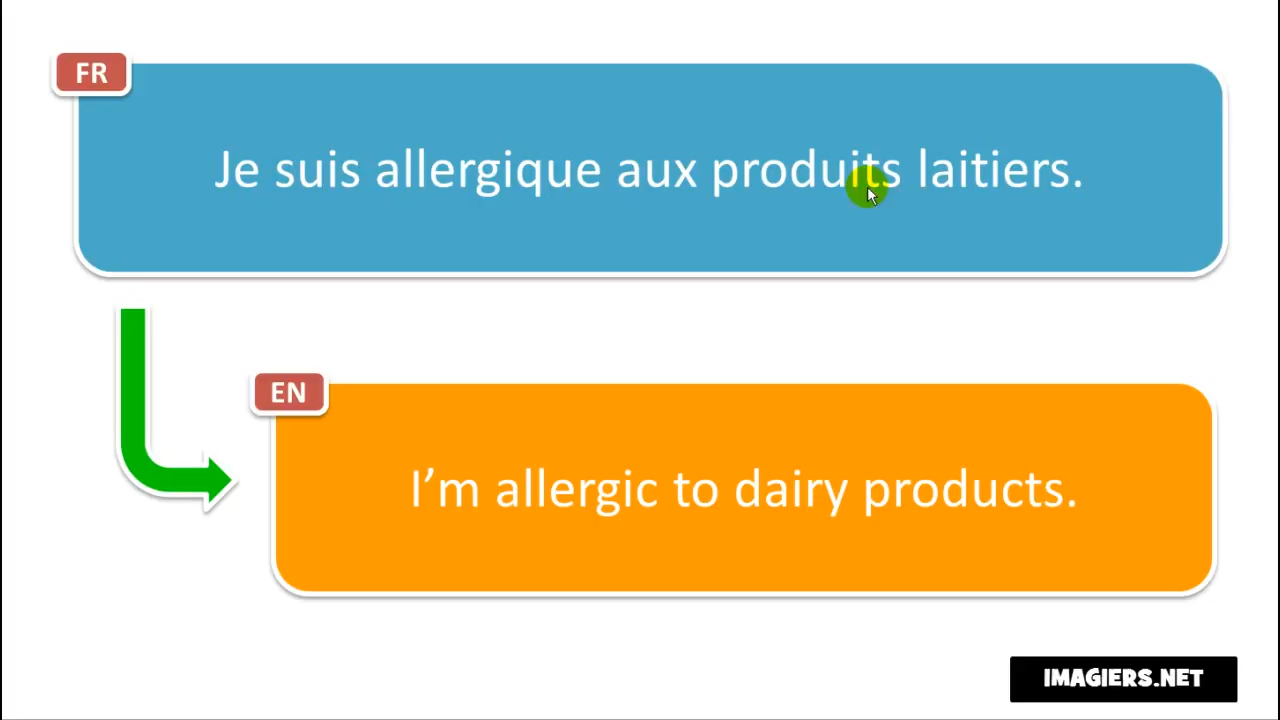 FR
Je suis allergique aux produits laitiers.
EN
I’m allergic to dairy products.
IMAGIERS.NET